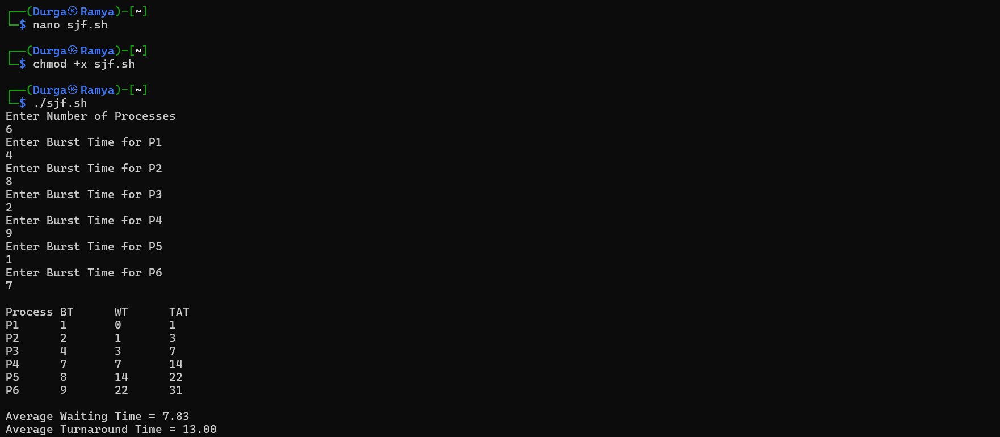 ┌──(Durga㉿Ramya)-[~]
└─$ nano sjf.sh
┌──(Durga㉿Ramya)-[~]
└─$ chmod +x sjf.sh
┌──(Durga㉿Ramya)-[~]
└─$ ./sjf.sh
Enter Number of Processes
6
Enter Burst Time for P1
4
Enter Burst Time for P2
8
Enter Burst Time for P3
2
Enter Burst Time for P4
9
Enter Burst Time for P5
1
Enter Burst Time for P6
7
Process BT      WT      TAT
P1      1       0       1
P2      2       1       3
P3      4       3       7
P4      7       7       14
P5      8       14      22
P6      9       22      31
Average Waiting Time = 7.83
Average Turnaround Time = 13.00